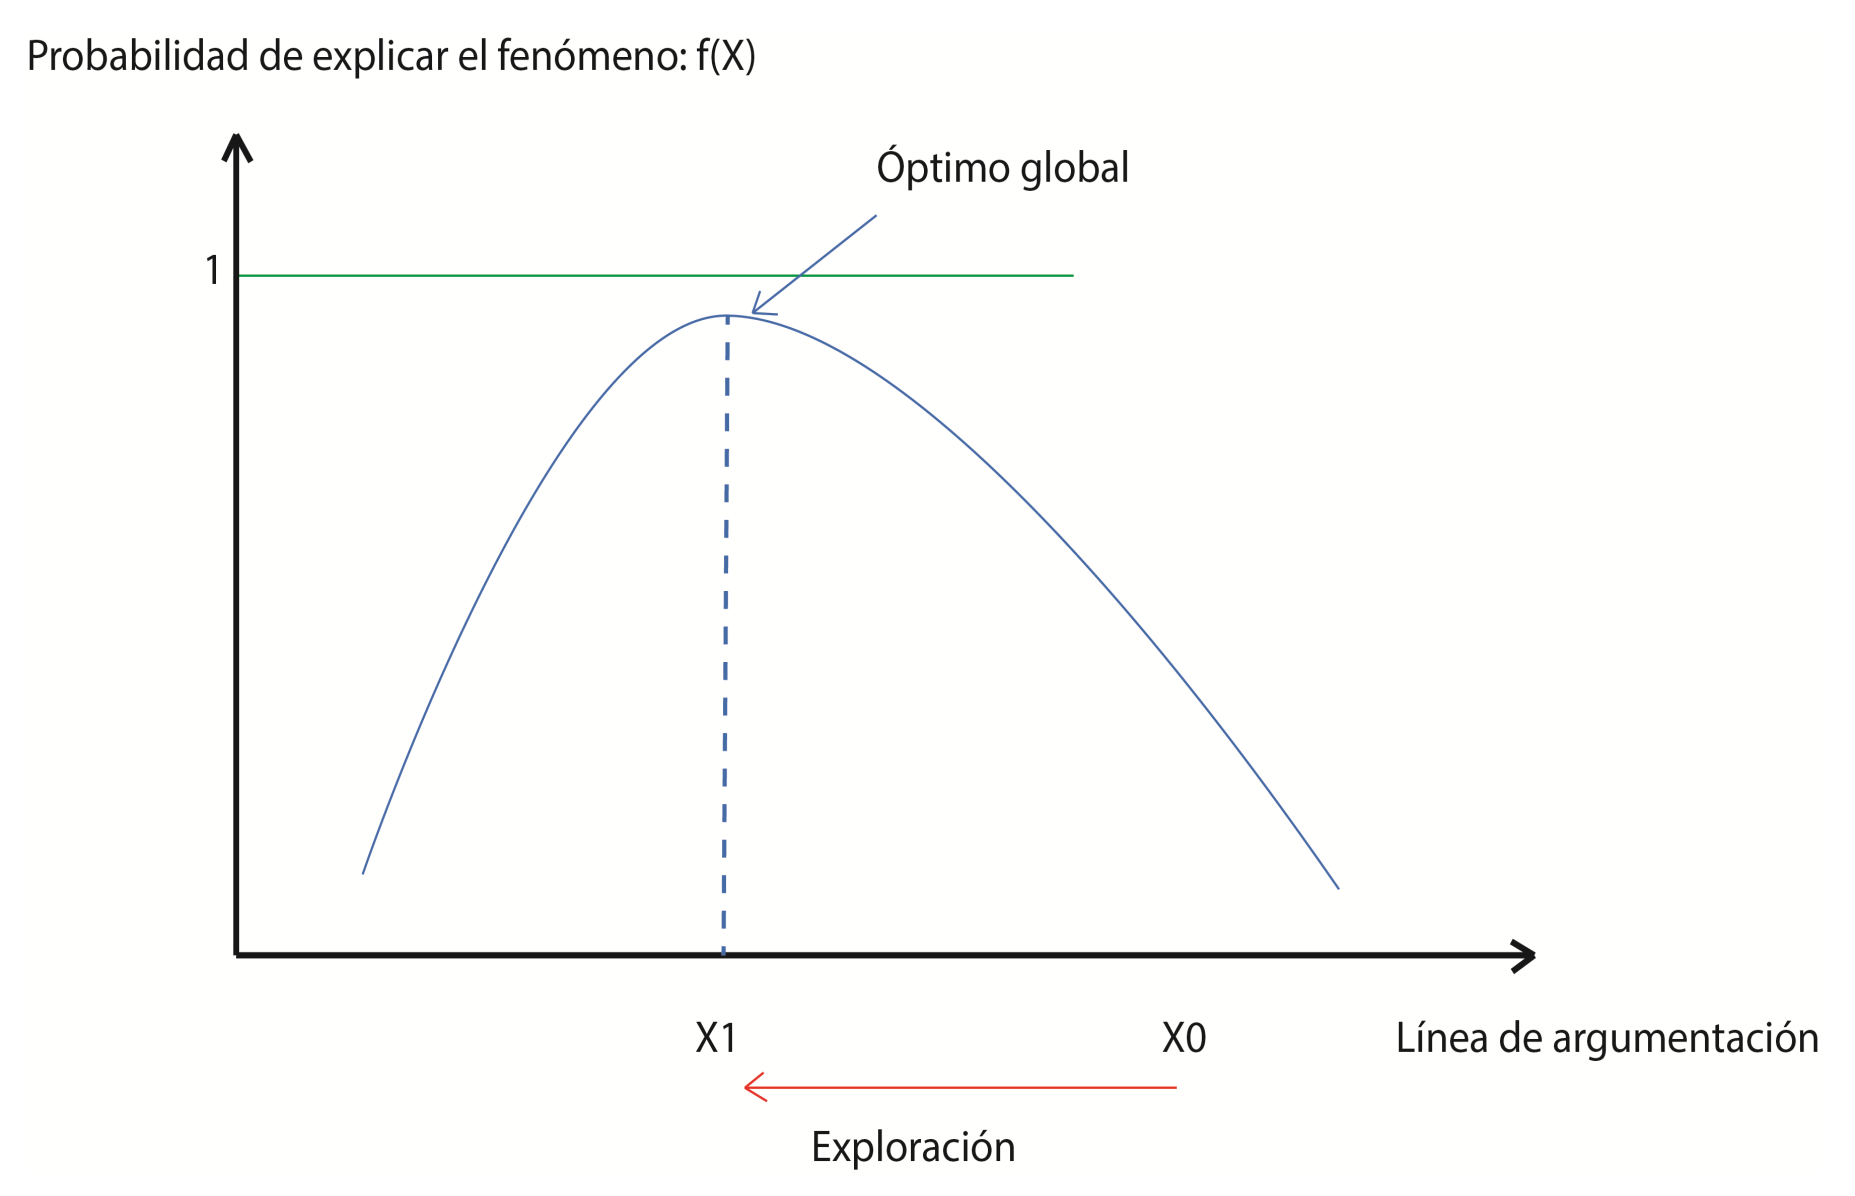 Probabilidad de explicar el fenómeno: f(X)
Óptimo global
1
X1
X0
Línea de argumentación
Exploración